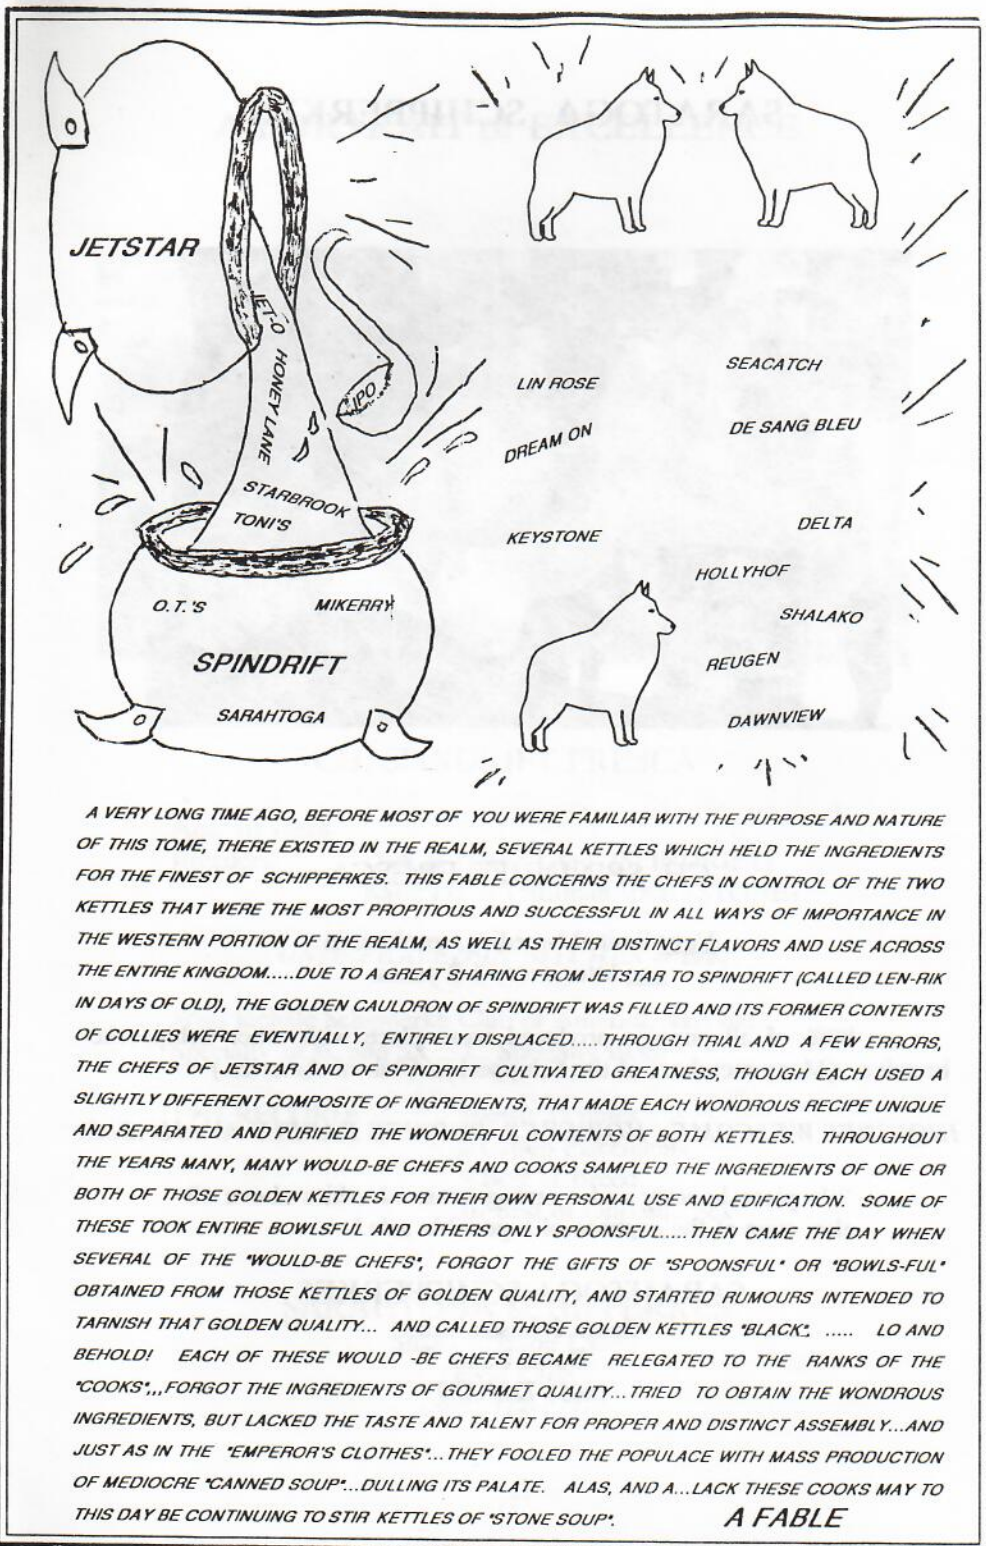 JETSTAR
JET-O
HONEY LANE
STARBROOK
TONI'S
IPO
O.T.'S
MIKERRY
SPINDRIFT
SARAHTOGA
LIN ROSE
SEACATCH
DREAM ON
DE SANG BLEU
KEYSTONE
DELTA
HOLLYHOF
SHALAKO
REUGEN
DAWNVIEW
A VERY LONG TIME AGO, BEFORE MOST OF YOU WERE FAMILIAR WITH THE PURPOSE AND NATURE
OF THIS TOME, THERE EXISTED IN THE REALM, SEVERAL KETTLES WHICH HELD THE INGREDIENTS
FOR THE FINEST OF SCHIPPERKES. THIS FABLE CONCERNS THE CHEFS IN CONTROL OF THE TWO
KETTLES THAT WERE THE MOST PROPITIOUS AND SUCCESSFUL IN ALL WAYS OF IMPORTANCE IN
THE WESTERN PORTION OF THE REALM, AS WELL AS THEIR DISTINCT FLAVORS AND USE ACROSS
THE ENTIRE KINGDOM.....DUE TO A GREAT SHARING FROM JETSTAR TO SPINDRIFT (CALLED LEN-RIK
IN DAYS OF OLD), THE GOLDEN CAULDRON OF SPINDRIFT WAS FILLED AND ITS FORMER CONTENTS
OF COLLIES WERE EVENTUALLY, ENTIRELY DISPLACED.....THROUGH TRIAL AND A FEW ERRORS,
THE CHEFS OF JETSTAR AND OF SPINDRIFT CULTIVATED GREATNESS, THOUGH EACH USED A
SLIGHTLY DIFFERENT COMPOSITE OF INGREDIENTS, THAT MADE EACH WONDROUS RECIPE UNIQUE
AND SEPARATED AND PURIFIED THE WONDERFUL CONTENTS OF BOTH KETTLES. THROUGHOUT
THE YEARS MANY, MANY WOULD-BE CHEFS AND COOKS SAMPLED THE INGREDIENTS OF ONE OR
BOTH OF THOSE GOLDEN KETTLES FOR THEIR OWN PERSONAL USE AND EDIFICATION. SOME OF
THESE TOOK ENTIRE BOWLSFUL AND OTHERS ONLY SPOONSFUL.....THEN CAME THE DAY WHEN
SEVERAL OF THE "WOULD-BE CHEFS", FORGOT THE GIFTS OF "SPOONSFUL" OR "BOWLS-FUL"
OBTAINED FROM THOSE KETTLES OF GOLDEN QUALITY, AND STARTED RUMOURS INTENDED TO
TARNISH THAT GOLDEN QUALITY... AND CALLED THOSE GOLDEN KETTLES "BLACK". ..... LO AND
BEHOLD! EACH OF THESE WOULD -BE CHEFS BECAME RELEGATED TO THE RANKS OF THE
"COOKS",,,FORGOT THE INGREDIENTS OF GOURMET QUALITY...TRIED TO OBTAIN THE WONDROUS
INGREDIENTS, BUT LACKED THE TASTE AND TALENT FOR PROPER AND DISTINCT ASSEMBLY...AND
JUST AS IN THE "EMPEROR'S CLOTHES"...THEY FOOLED THE POPULACE WITH MASS PRODUCTION
OF MEDIOCRE "CANNED SOUP"...DULLING ITS PALATE. ALAS, AND A...LACK THESE COOKS MAY TO
THIS DAY BE CONTINUING TO STIR KETTLES OF "STONE SOUP".
A FABLE